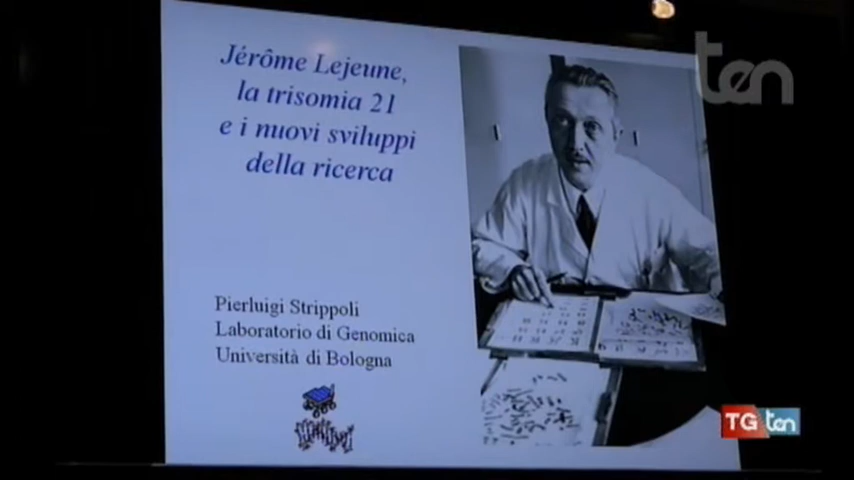 Jérôme Lejeune,
la trisomia 21
e i nuovi sviluppi
della ricerca
Pierluigi Strippoli
Laboratorio di Genomica
Università di Bologna
ten
TG ten